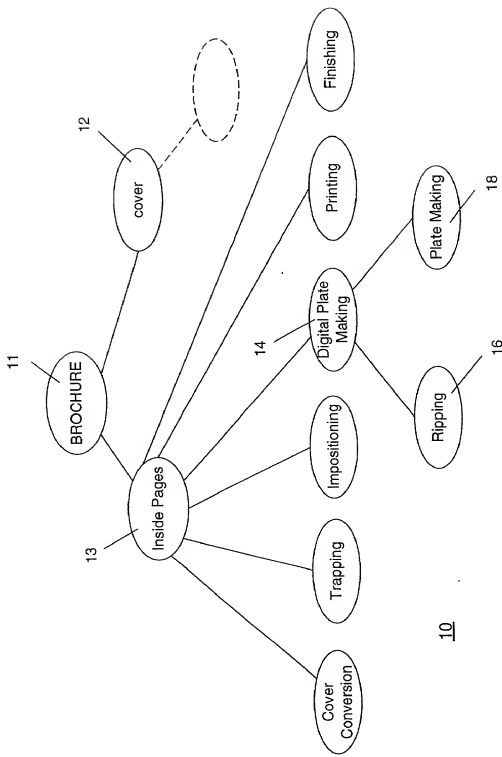 11
BROCHURE
12
cover
13
Inside Pages
Cover
Conversion
Trapping
Impositioning
14
Digital Plate
Making
Printing
Finishing
Ripping
16
Plate Making
18
10